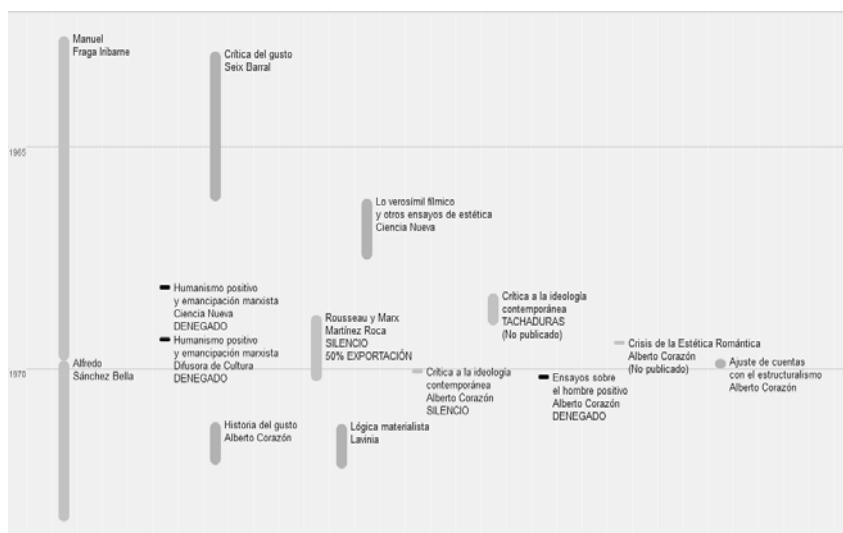 Manuel
Fraga Iribarne
Crítica del gusto
Seix Barral
1965
Lo verosímil fílmico
y otros ensayos de estética
Ciencia Nueva
Humanismo positivo
y emancipación marxista
Ciencia Nueva
DENEGADO
Crítica a la ideología
contemporánea
TACHADURAS
(No publicado)
Rousseau y Marx
Martínez Roca
SILENCIO
50% EXPORTACIÓN
Humanismo positivo
y emancipación marxista
Difusora de Cultura
DENEGADO
Crisis de la Estética Romántica
Alberto Corazón
(No publicado)
1970
Alfredo
Sánchez Bella
Crítica a la ideología
contemporánea
Alberto Corazón
SILENCIO
Ensayos sobre
el hombre positivo
Alberto Corazón
DENEGADO
Ajuste de cuentas
con el estructuralismo
Alberto Corazón
Historia del gusto
Alberto Corazón
Lógica materialista
Lavinia